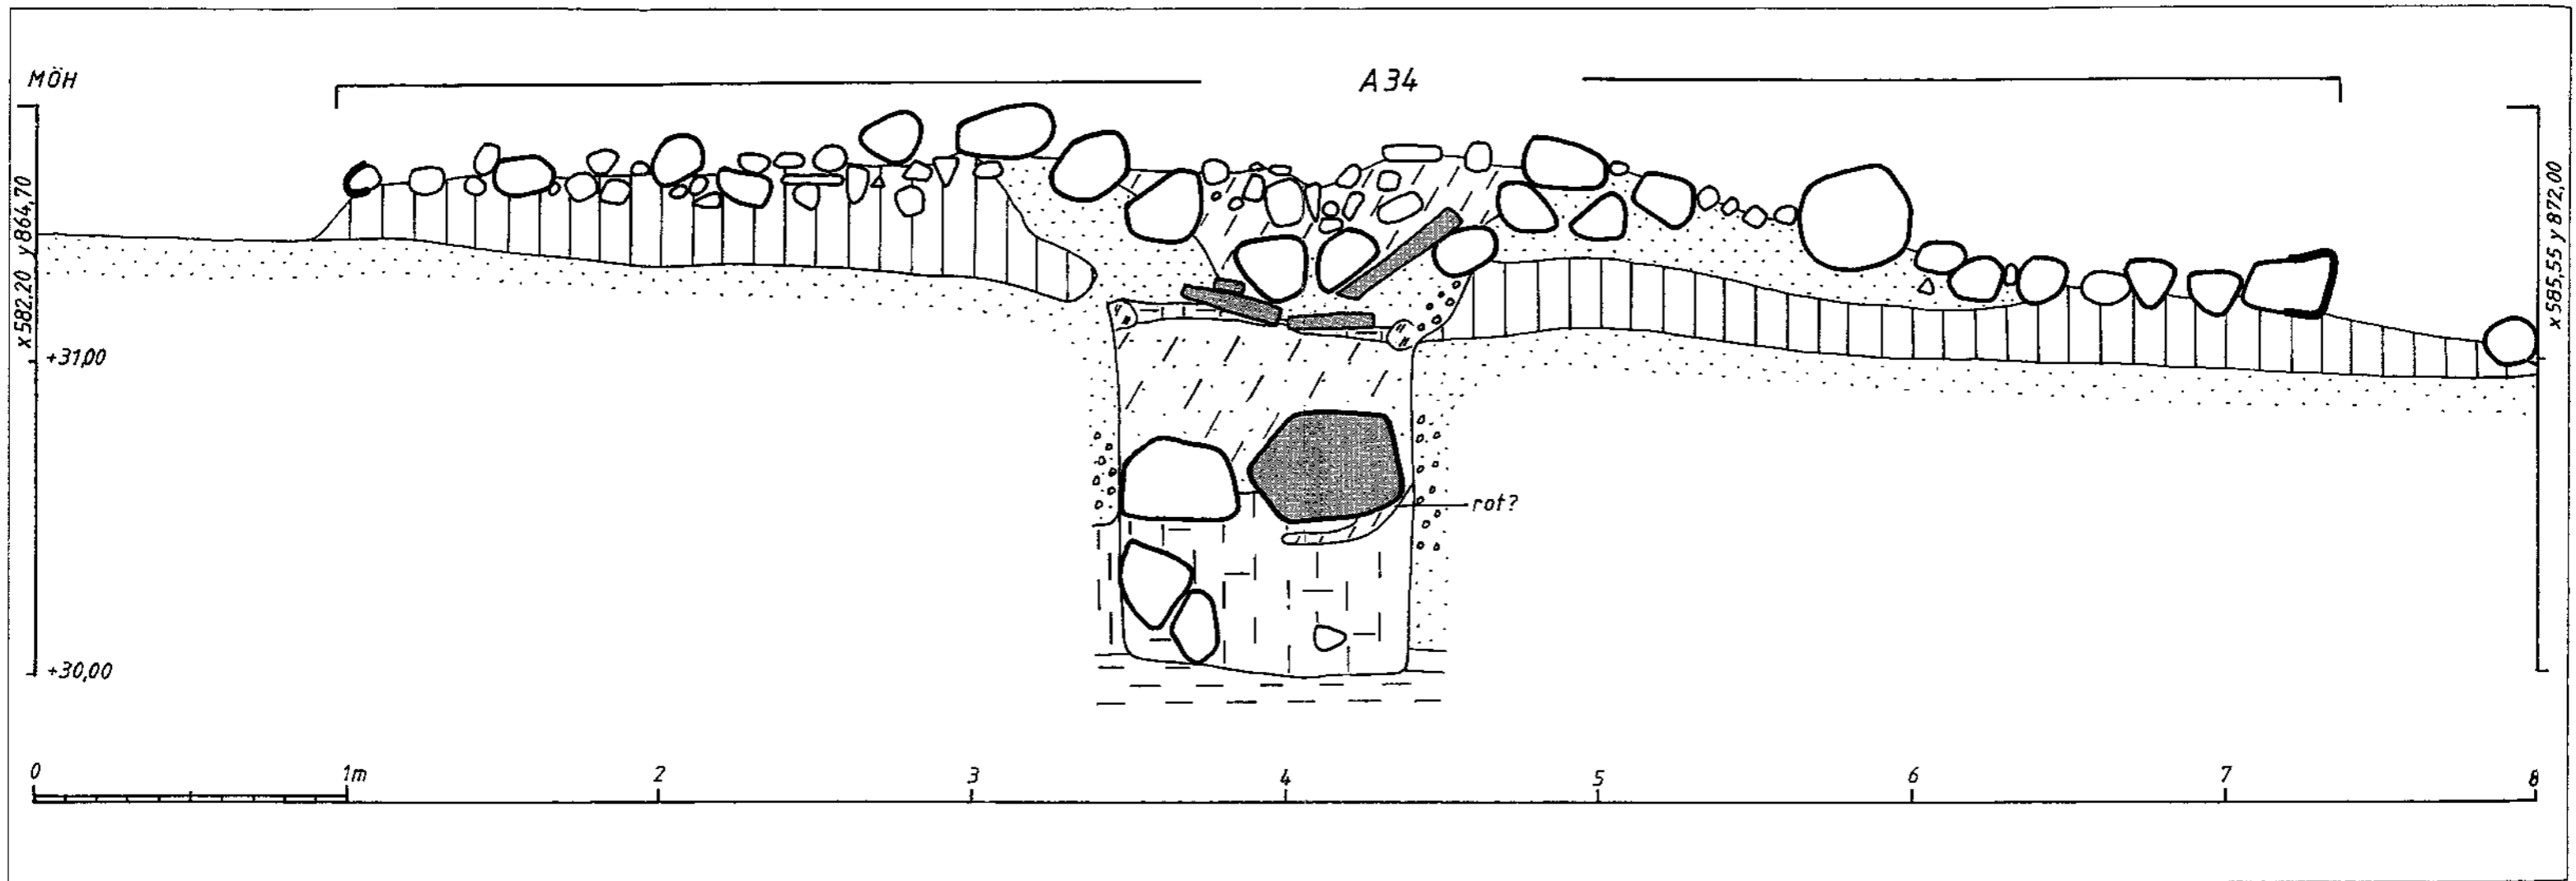 MÖH
A34
x 582,20 y 864,70
x 585,55 y 872,00
+31,00
rot?
+30,00
0 1m 2 3 4 5 6 7 8